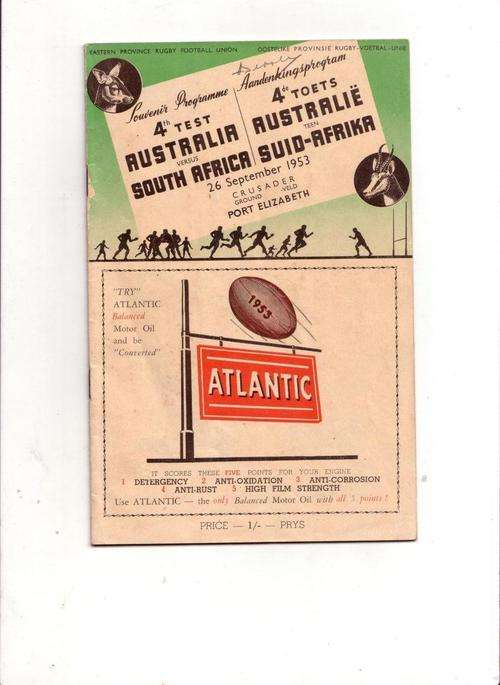 EASTERN PROVINCE RUGBY FOOTBALL UNION
OOSTELIKE PROVINSIE RUGBY-VOETBAL-UNIE
Souvenir Programme
4th TEST
AUSTRALIA
VERSUS
SOUTH AFRICA
Aandenkingsprogram
4de TOETS
AUSTRALIË
TEEN
SUID-AFRIKA
26 September 1953
CRUSADER
GROUND -VELD
PORT ELIZABETH
"TRY"
ATLANTIC
Balanced
Motor Oil
and be
"Converted"
1953
ATLANTIC
IT SCORES THESE FIVE POINTS FOR YOUR ENGINE
1 DETERGENCY 2 ANTI-OXIDATION 3 ANTI-CORROSION
4 ANTI-RUST 5 HIGH FILM STRENGTH
Use ATLANTIC — the only Balanced Motor Oil with all 5 points!
PRICE — 1/- — PRYS